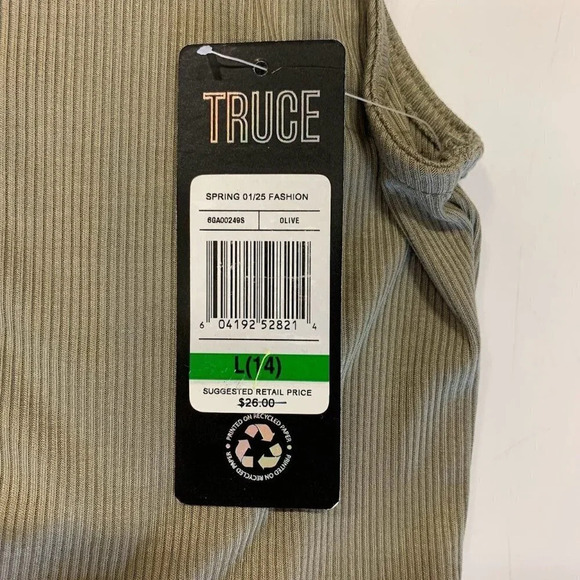 TRUCE
SPRING 01/25 FASHION
6GA00249S OLIVE
6 04192 52821 4
L(14)
SUGGESTED RETAIL PRICE
$26.00
PRINTED ON RECYCLED PAPER
PRINTED ON RECYCLED PAPER